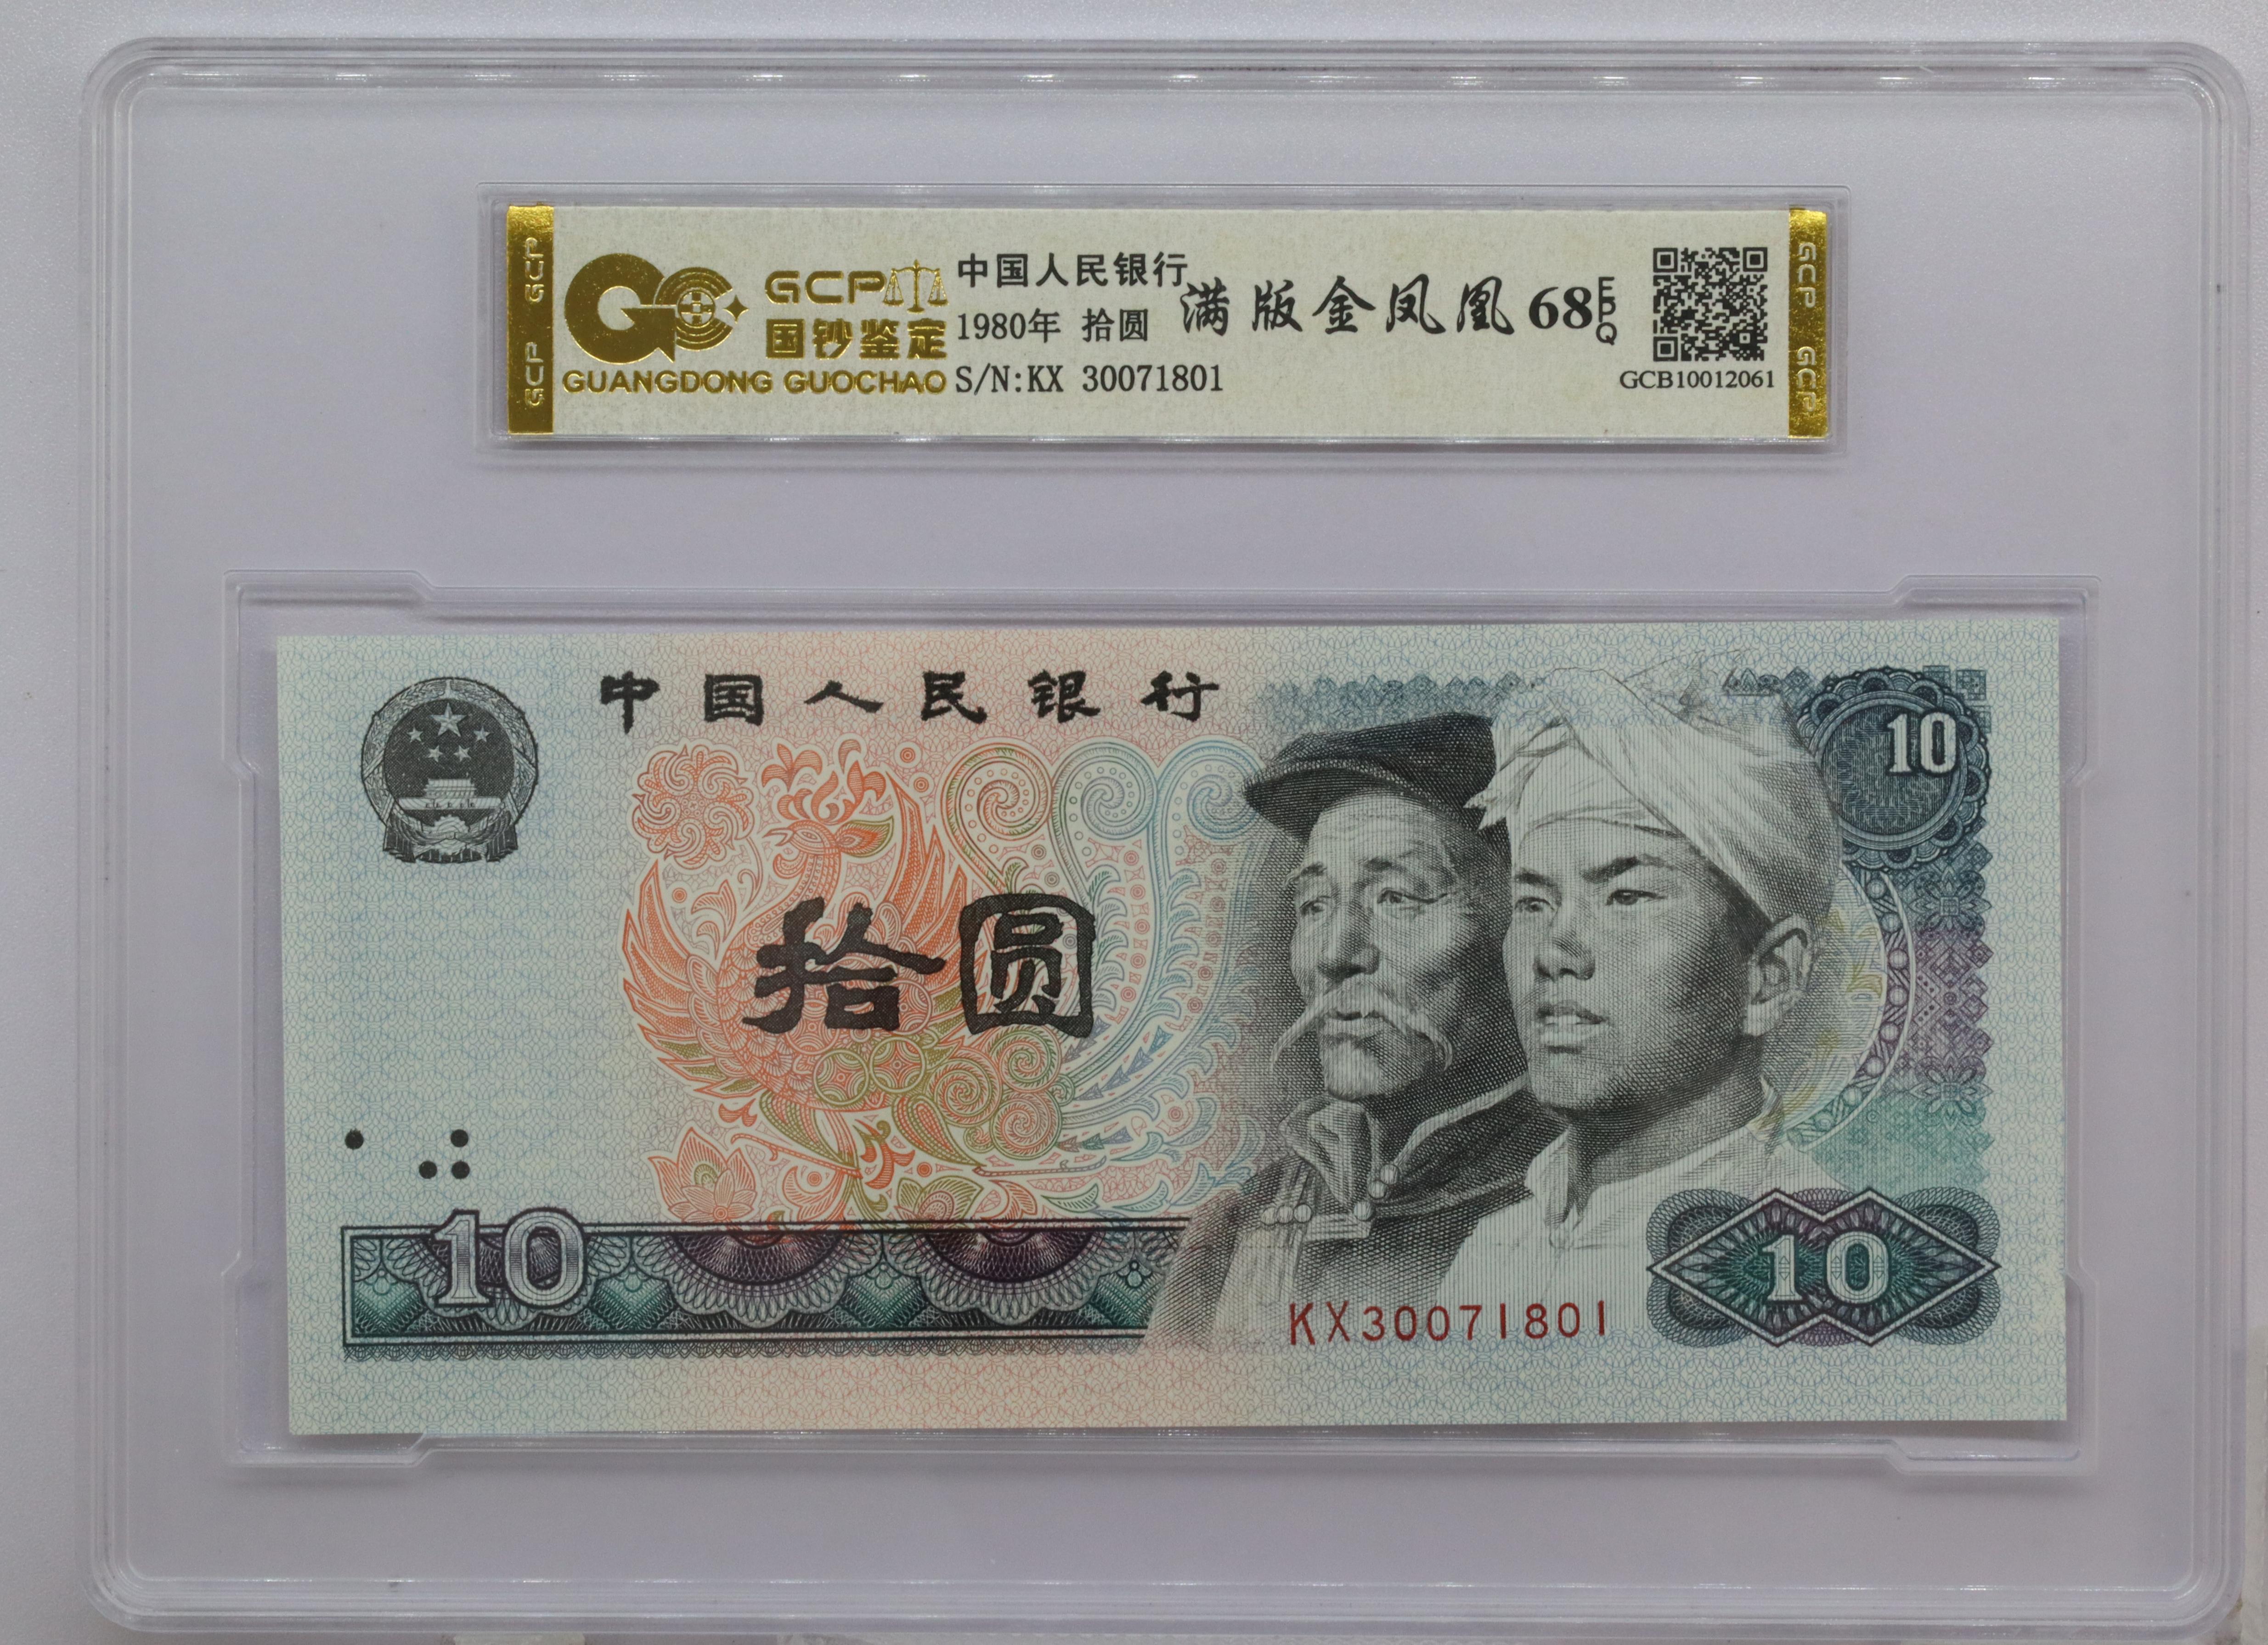 GCP GCP
GCP
国钞鉴定
GUANGDONG GUOCHAO
中国人民银行
1980年 拾圆
S/N:KX 30071801
满版金凤凰 68 EPQ
GCB10012061
GCP GCP
中国人民银行
10
拾圆
10
KX30071801
10